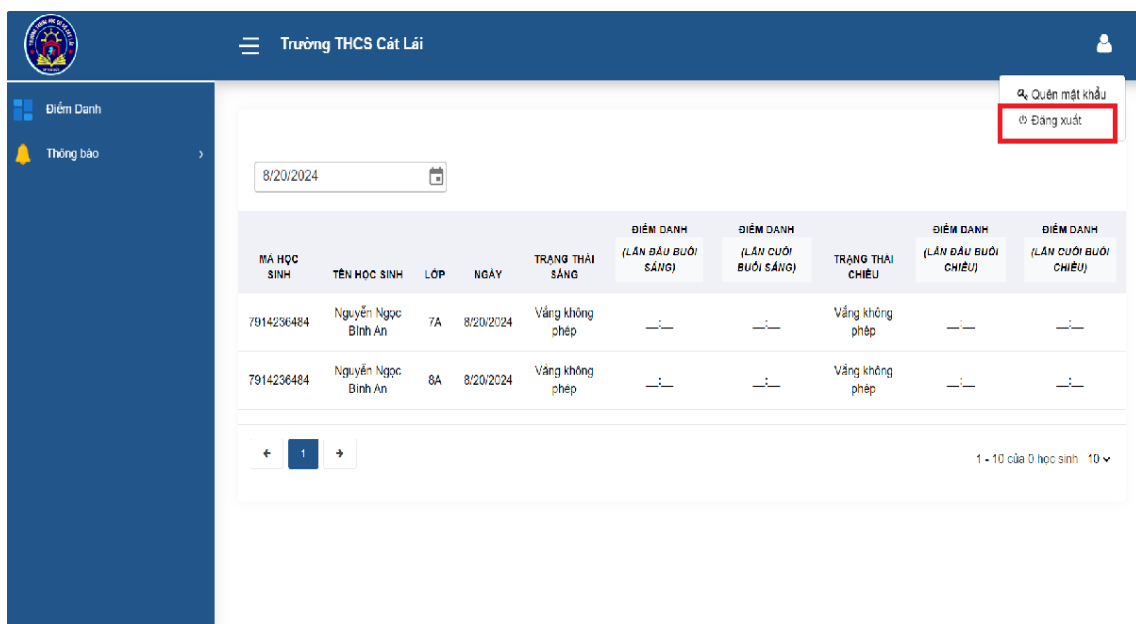 Trường THCS Cát Lái
Quên mật khẩu
Đăng xuất
Điểm Danh
Thông báo
8/20/2024
MÃ HỌC SINH TÊN HỌC SINH LỚP NGÀY TRẠNG THÁI SÁNG ĐIỂM DANH (LẦN ĐẦU BUỔI SÁNG) ĐIỂM DANH (LẦN CUỐI BUỔI SÁNG) TRẠNG THÁI CHIỀU ĐIỂM DANH (LẦN ĐẦU BUỔI CHIỀU) ĐIỂM DANH (LẦN CUỐI BUỔI CHIỀU)
7914236484 Nguyễn Ngọc Bình An 7A 8/20/2024 Vắng không phép __:__ __:__ Vắng không phép __:__ __:__
7914236484 Nguyễn Ngọc Bình An 8A 8/20/2024 Vắng không phép __:__ __:__ Vắng không phép __:__ __:__
1
1 - 10 của 0 học sinh 10